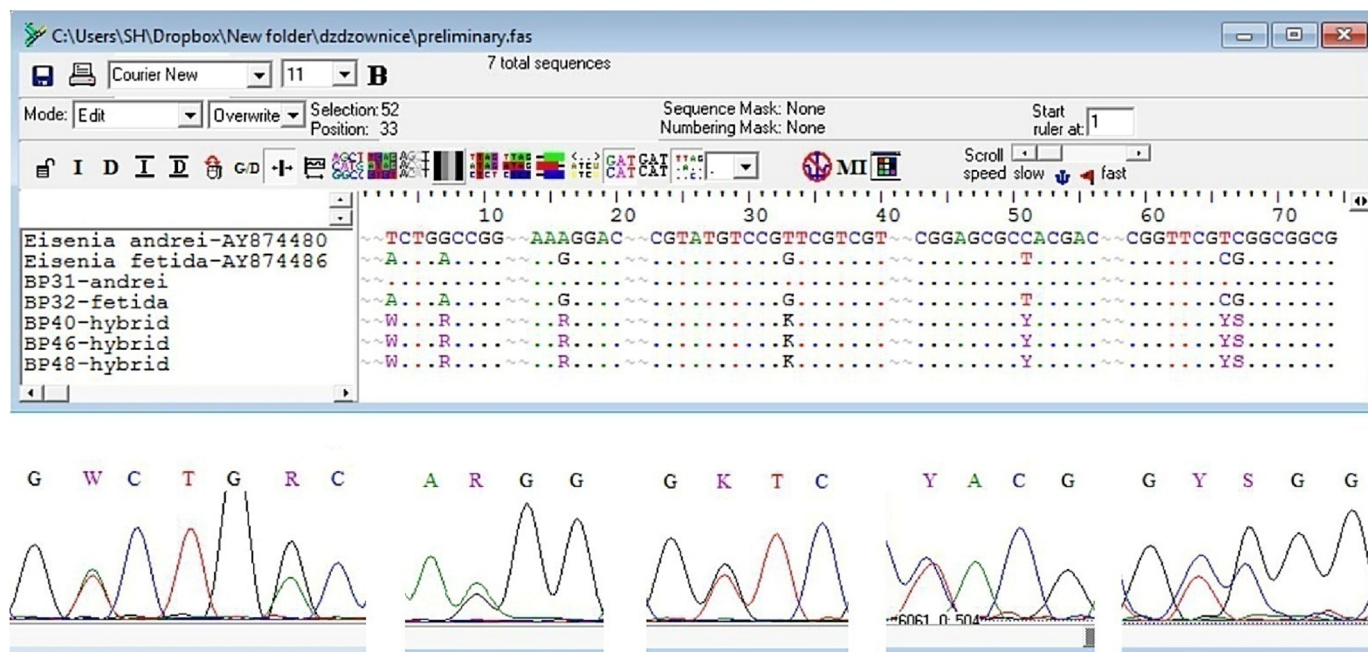 C:\Users\SH\Dropbox\New folder\dzdzownice\preliminary.fas
Courier New 11 B 7 total sequences
Mode: Edit Overwrite Selection: 52 Position: 33 Sequence Mask: None Numbering Mask: None Start ruler at: 1
I D I D G/D MI Scroll speed slow fast
10 20 30 40 50 60 70
Eisenia andrei-AY874480 ~~TCTGGCCGG~~AAAGGAC~~CGTATGTCCGTTCGTCGT~~CGGAGCGCCACGAC~~CGGTTCGTCGGCGGCG
Eisenia fetida-AY874486 ~~A...A....~~..G....~~..........G.......~~........T.....~~.......CG.......
BP31-andrei ~~.........~~.......~~..................~~..............~~................
BP32-fetida ~~A...A....~~..G....~~..........G.......~~........T.....~~.......CG.......
BP40-hybrid ~~W...R....~~..R....~~..........K.......~~........Y.....~~.......YS.......
BP46-hybrid ~~W...R....~~..R....~~..........K.......~~........Y.....~~.......YS.......
BP48-hybrid ~~W...R....~~..R....~~..........K.......~~........Y.....~~.......YS.......
G W C T G R C A R G G G K T C Y A C G G Y S G G